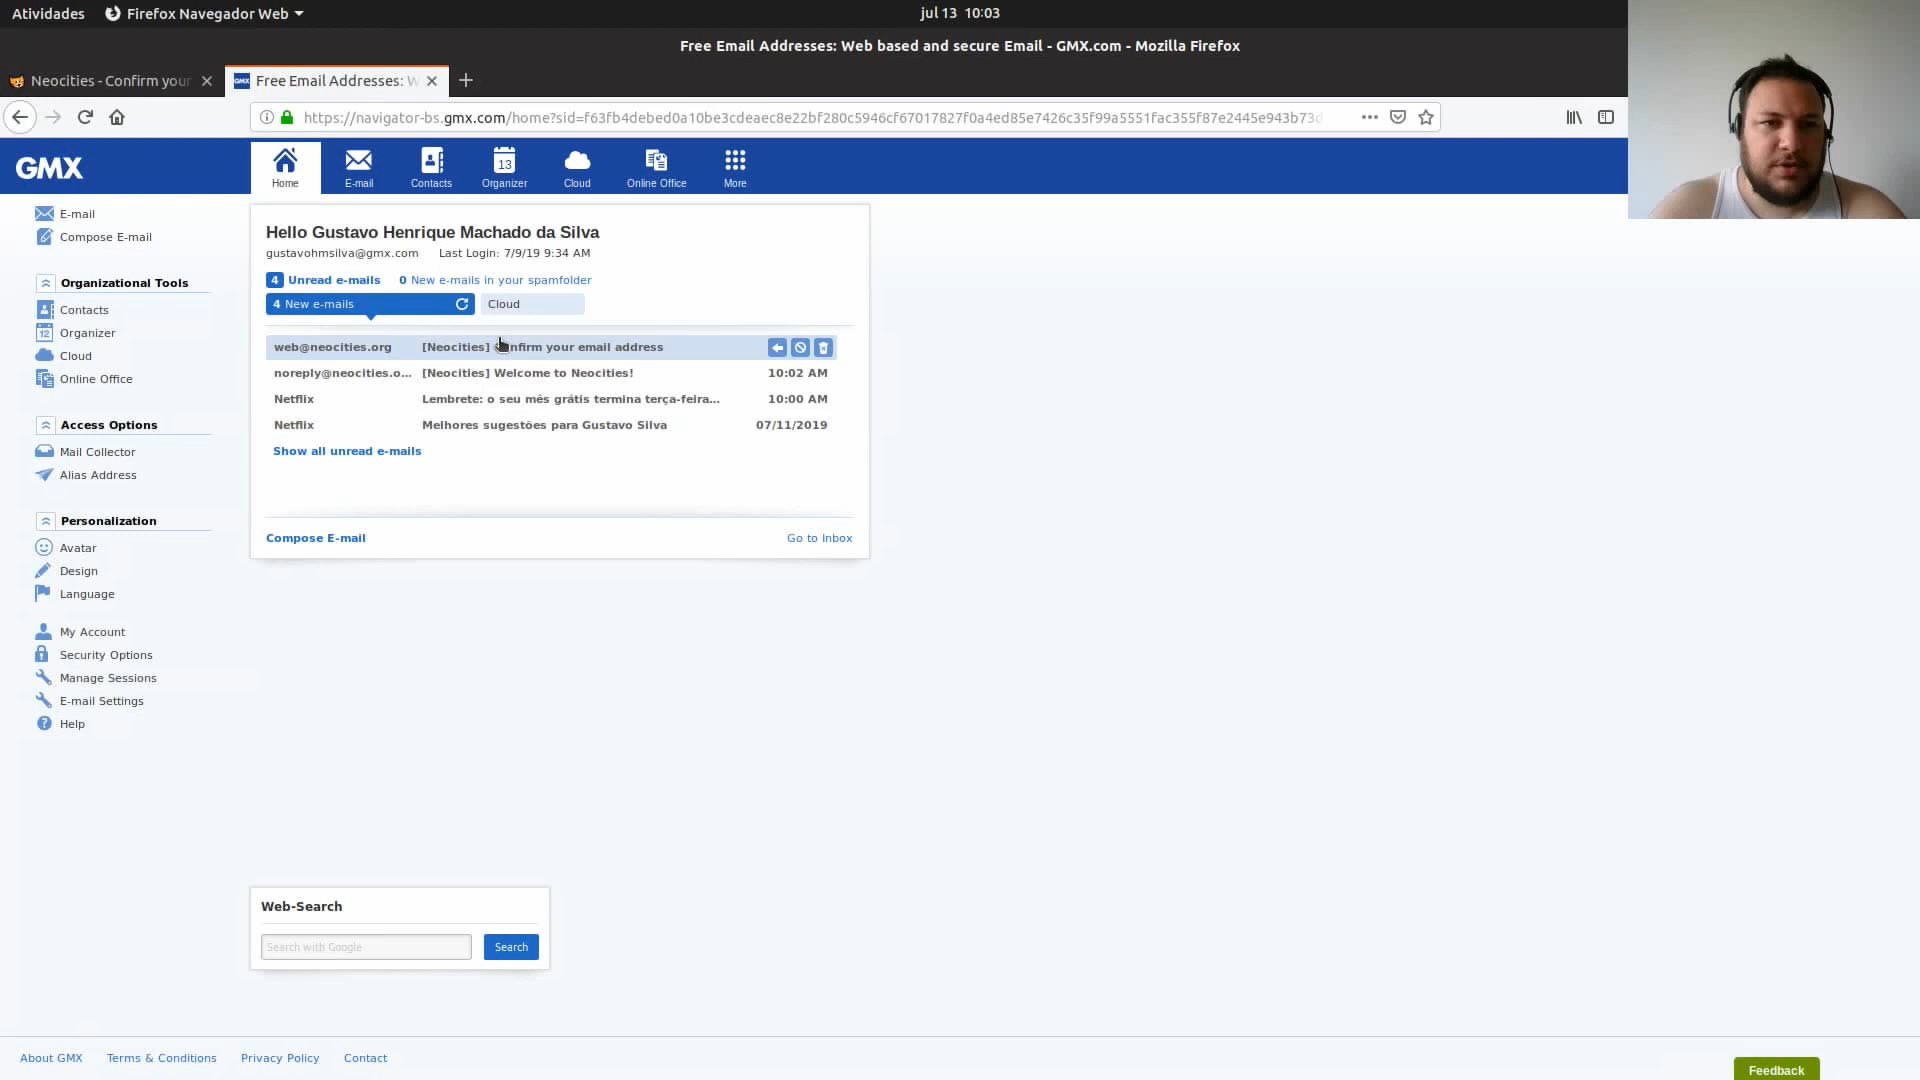 Atividades
Firefox Navegador Web
jul 13 10:03
Free Email Addresses: Web based and secure Email - GMX.com - Mozilla Firefox
Neocities - Confirm your
GMX
Free Email Addresses: W
https://navigator-bs.gmx.com/home?sid=f63fb4debed0a10be3cdeaec8e22bf280c5946cf67017827f0a4ed85e7426c35f99a5551fac355f87e2445e943b73d
GMX
Home
E-mail
Contacts
13
Organizer
Cloud
Online Office
More
E-mail
Compose E-mail
Organizational Tools
Contacts
12
Organizer
Cloud
Online Office
Access Options
Mail Collector
Alias Address
Personalization
Avatar
Design
Language
My Account
Security Options
Manage Sessions
E-mail Settings
Help
Hello Gustavo Henrique Machado da Silva
gustavohmsilva@gmx.com Last Login: 7/9/19 9:34 AM
4 Unread e-mails 0 New e-mails in your spamfolder
4 New e-mails Cloud
web@neocities.org [Neocities] nfirm your email address
noreply@neocities.o... [Neocities] Welcome to Neocities! 10:02 AM
Netflix Lembrete: o seu mês grátis termina terça-feira... 10:00 AM
Netflix Melhores sugestões para Gustavo Silva 07/11/2019
Show all unread e-mails
Compose E-mail Go to Inbox
Web-Search
Search with Google Search
About GMX Terms & Conditions Privacy Policy Contact
Feedback